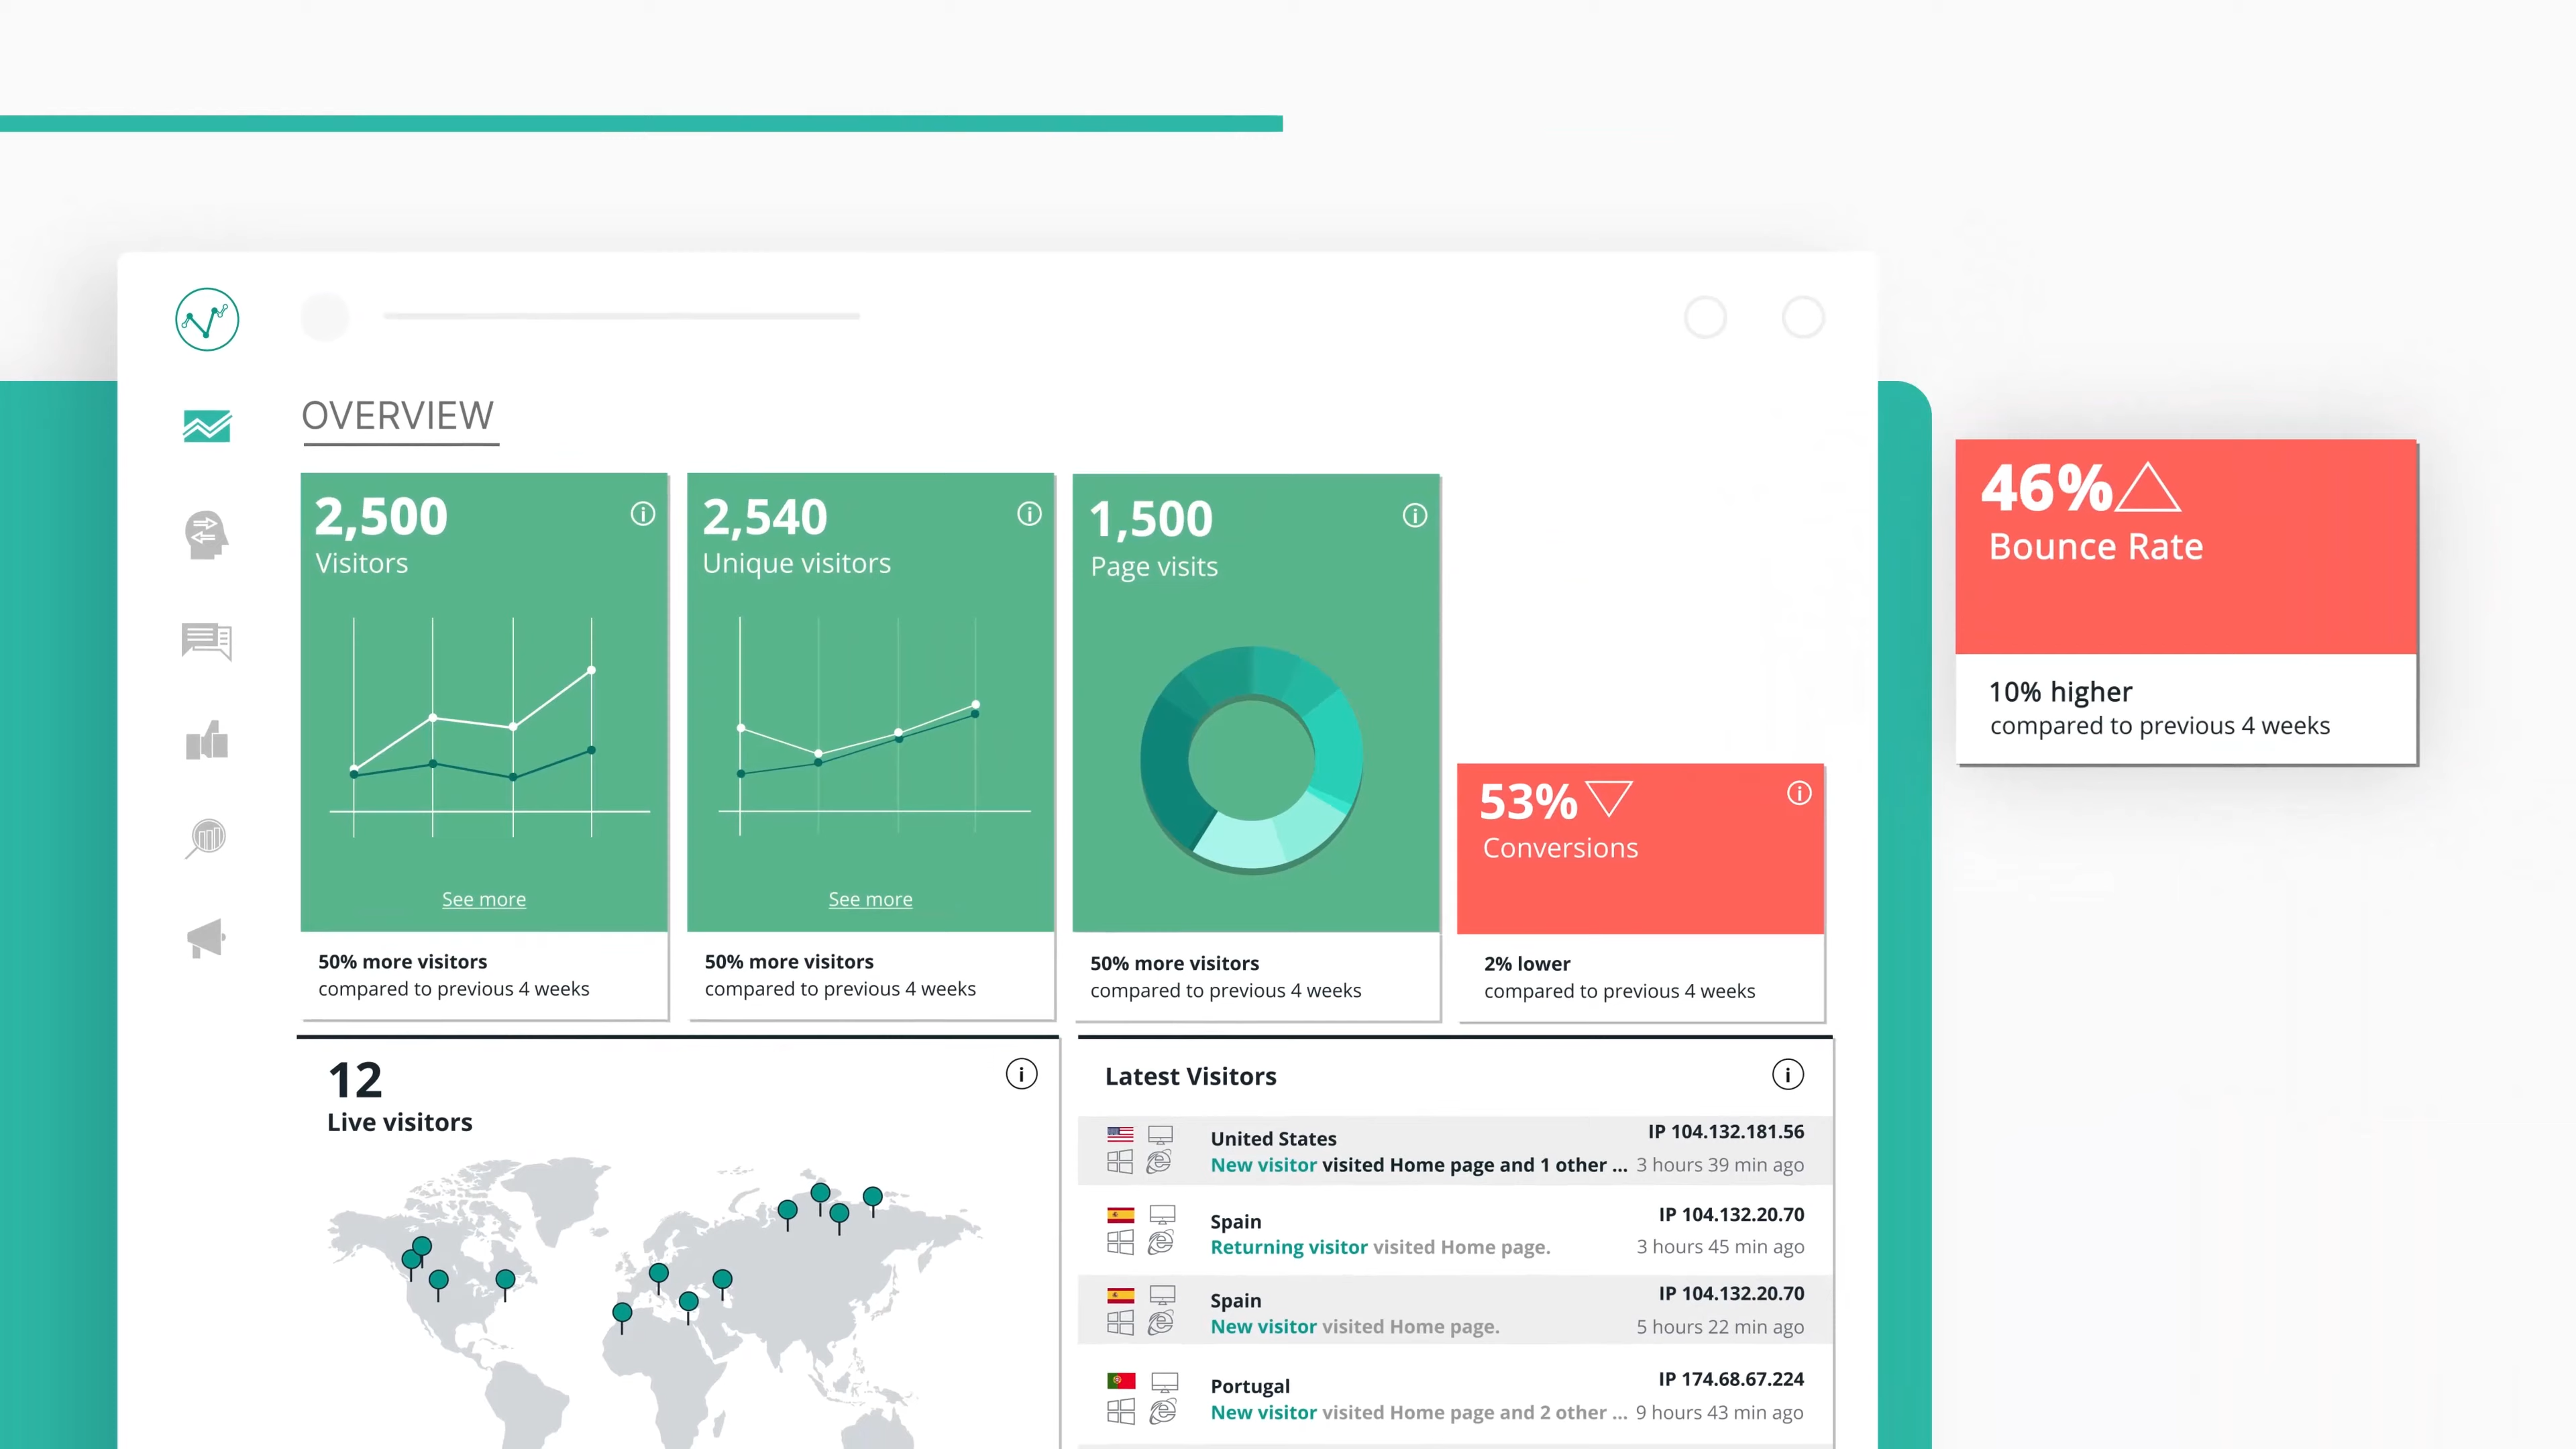 OVERVIEW
2,500
Visitors
See more
50% more visitors
compared to previous 4 weeks
2,540
Unique visitors
See more
50% more visitors
compared to previous 4 weeks
1,500
Page visits
50% more visitors
compared to previous 4 weeks
46%
Bounce Rate
10% higher
compared to previous 4 weeks
53%
Conversions
2% lower
compared to previous 4 weeks
12
Live visitors
Latest Visitors
United States IP 104.132.181.56
New visitor visited Home page and 1 other ... 3 hours 39 min ago
Spain IP 104.132.20.70
Returning visitor visited Home page. 3 hours 45 min ago
Spain IP 104.132.20.70
New visitor visited Home page. 5 hours 22 min ago
Portugal IP 174.68.67.224
New visitor visited Home page and 2 other ... 9 hours 43 min ago